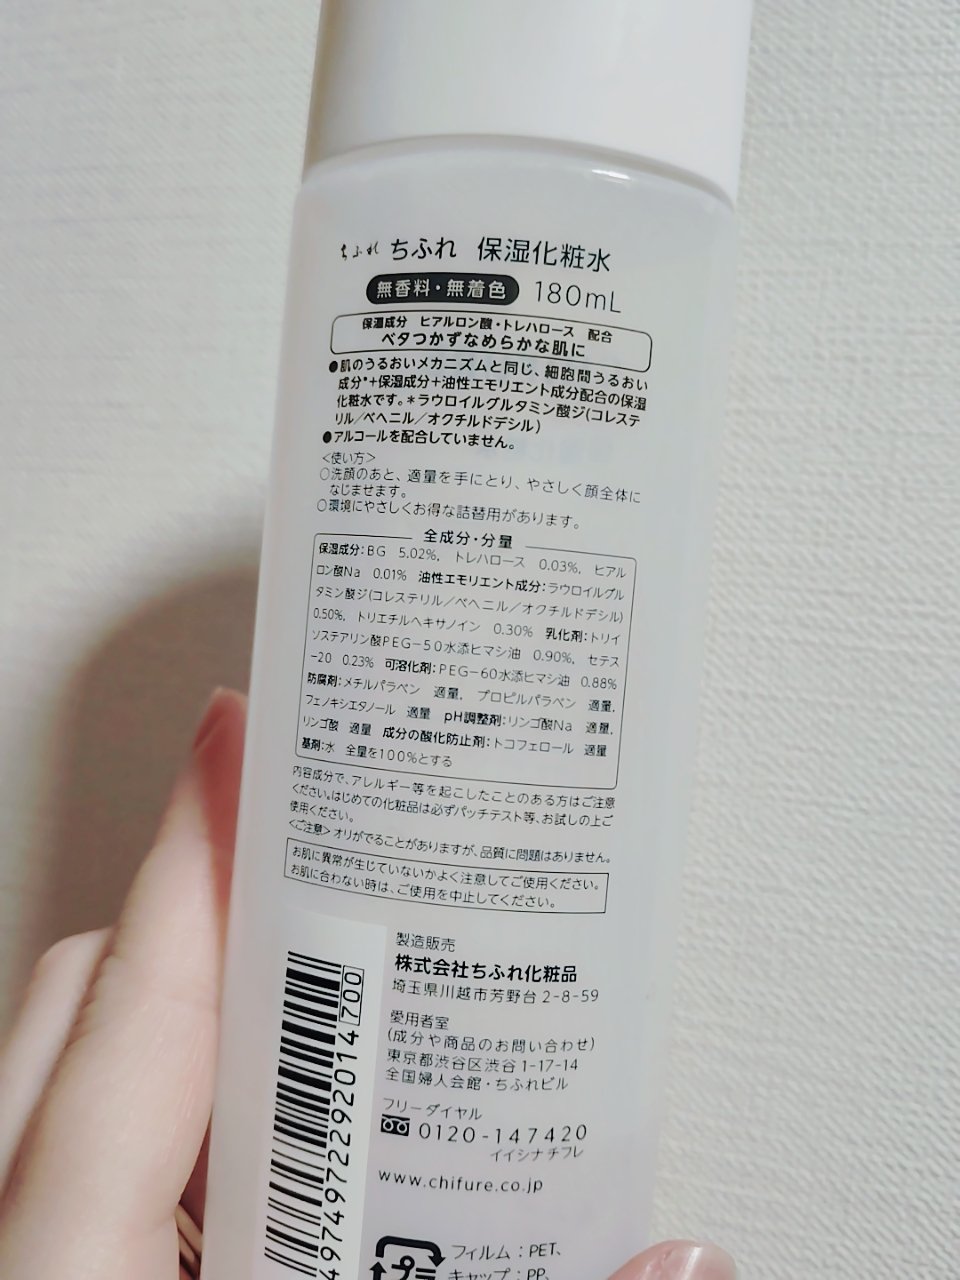 ちふれ ちふれ 保湿化粧水
無香料・無着色 180mL
保湿成分 ヒアルロン酸・トレハロース 配合
ベタつかずなめらかな肌に
●肌のうるおいメカニズムと同じ、細胞間うるおい
成分*+保湿成分+油性エモリエント成分配合の保湿
化粧水です。*ラウロイルグルタミン酸ジ(コレステ
リル/ベヘニル/オクチルドデシル)
●アルコールを配合していません。
<使い方>
○洗顔のあと、適量を手にとり、やさしく顔全体に
なじませます。
○環境にやさしくお得な詰替用があります。
全成分・分量
保湿成分:BG 5.02%, トレハロース 0.03%, ヒアル
ロン酸Na 0.01% 油性エモリエント成分:ラウロイルグル
タミン酸ジ(コレステリル/ベヘニル/オクチルドデシル)
0.50%, トリエチルヘキサノイン 0.30% 乳化剤:トリイ
ソステアリン酸PEG-50水添ヒマシ油 0.90%, セテス
-20 0.23% 可溶化剤:PEG-60水添ヒマシ油 0.88%
防腐剤:メチルパラベン 適量, プロピルパラベン 適量,
フェノキシエタノール 適量 pH調整剤:リンゴ酸Na 適量,
リンゴ酸 適量 成分の酸化防止剤:トコフェロール 適量
基剤:水 全量を100%とする
内容成分で、アレルギー等を起こしたことのある方はご注意
ください。はじめての化粧品は必ずパッチテスト等、お試しの上ご
使用ください。
<ご注意> オリがでることがありますが、品質に問題はありません。
お肌に異常が生じていないかよく注意してご使用ください。
お肌に合わない時は、ご使用を中止してください。
製造販売
株式会社ちふれ化粧品
埼玉県川越市芳野台2-8-59
愛用者室
(成分や商品のお問い合わせ)
東京都渋谷区渋谷1-17-14
全国婦人会館・ちふれビル
フリーダイヤル
0120-147420
イイシナ チフレ
www.chifure.co.jp
4974972292014 700
プ
フィルム:PET、
キャップ:PP、